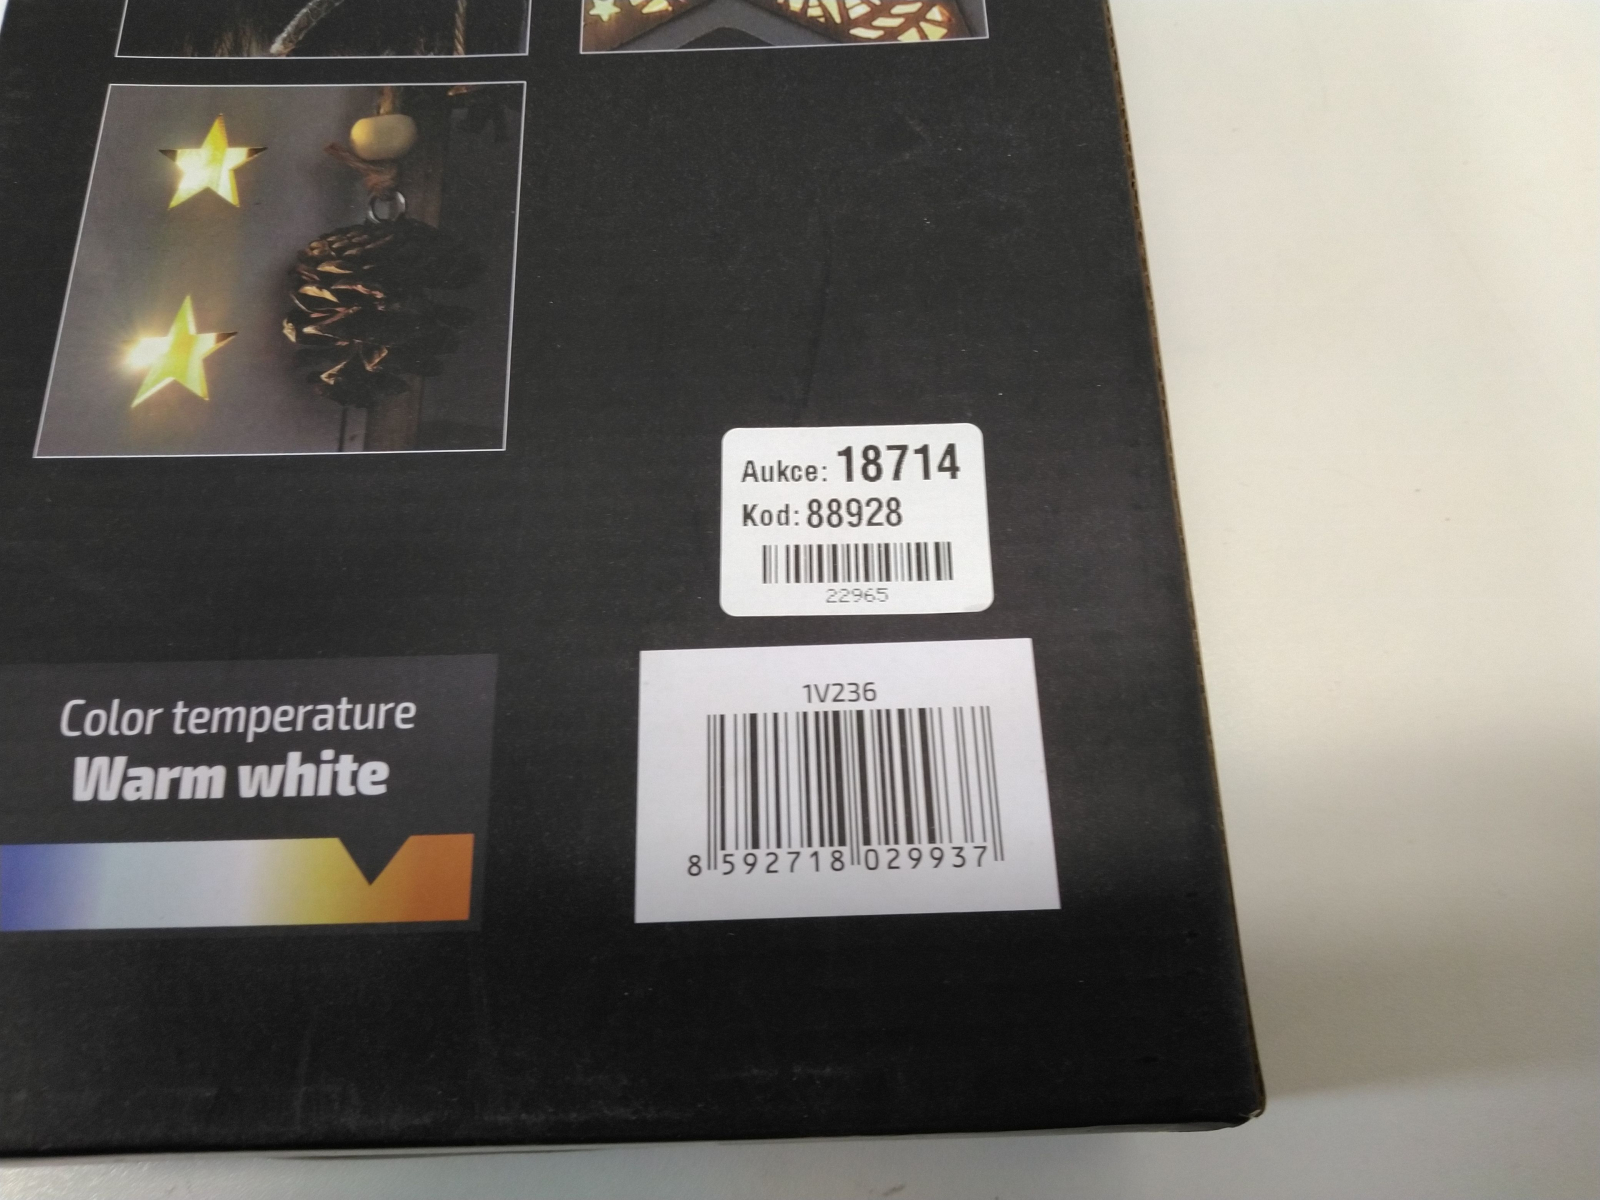 Aukce: 18714
Kod: 88928
22965
Color temperature
Warm white
1V236
8 592718 029937